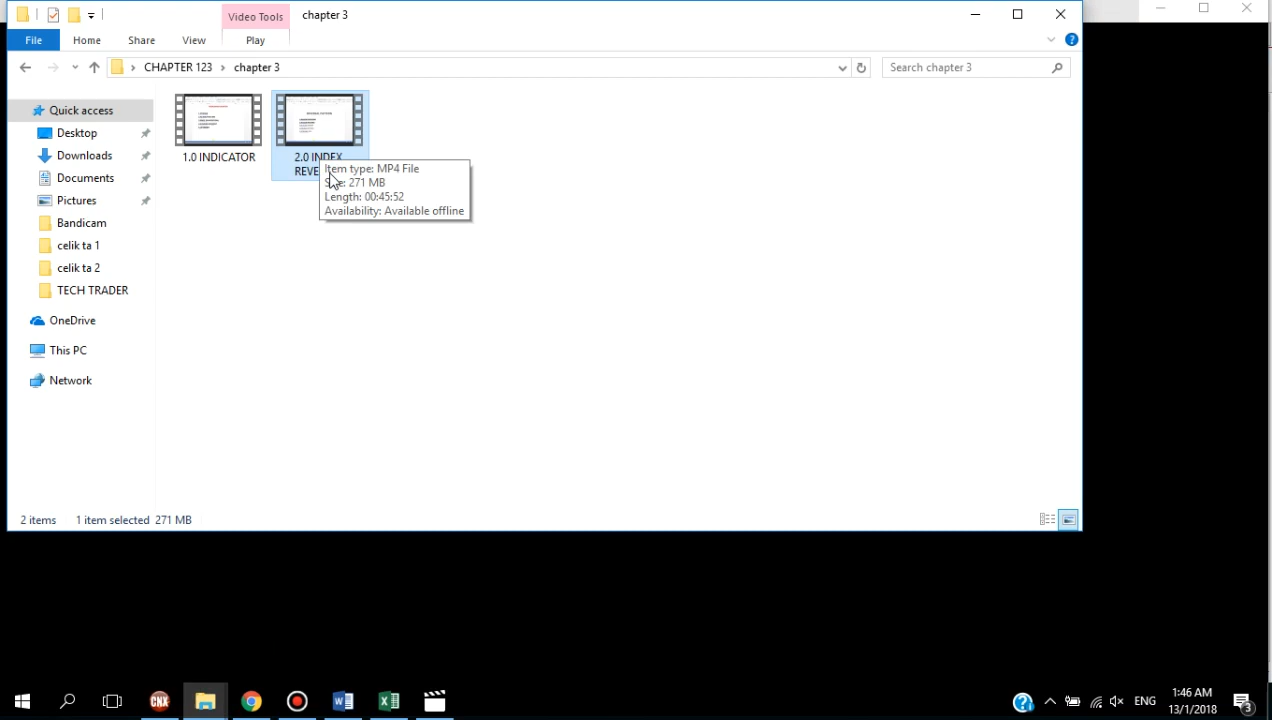 Video Tools
chapter 3
File
Home
Share
View
Play
CHAPTER 123
chapter 3
Search chapter 3
Quick access
Desktop
Downloads
Documents
Pictures
Bandicam
celik ta 1
celik ta 2
TECH TRADER
OneDrive
This PC
Network
1.0 INDICATOR
2.0 INDEX
REVE
Item type: MP4 File
271 MB
Length: 00:45:52
Availability: Available offline
2 items
1 item selected 271 MB
CNX
ENG
1:46 AM
13/1/2018
3